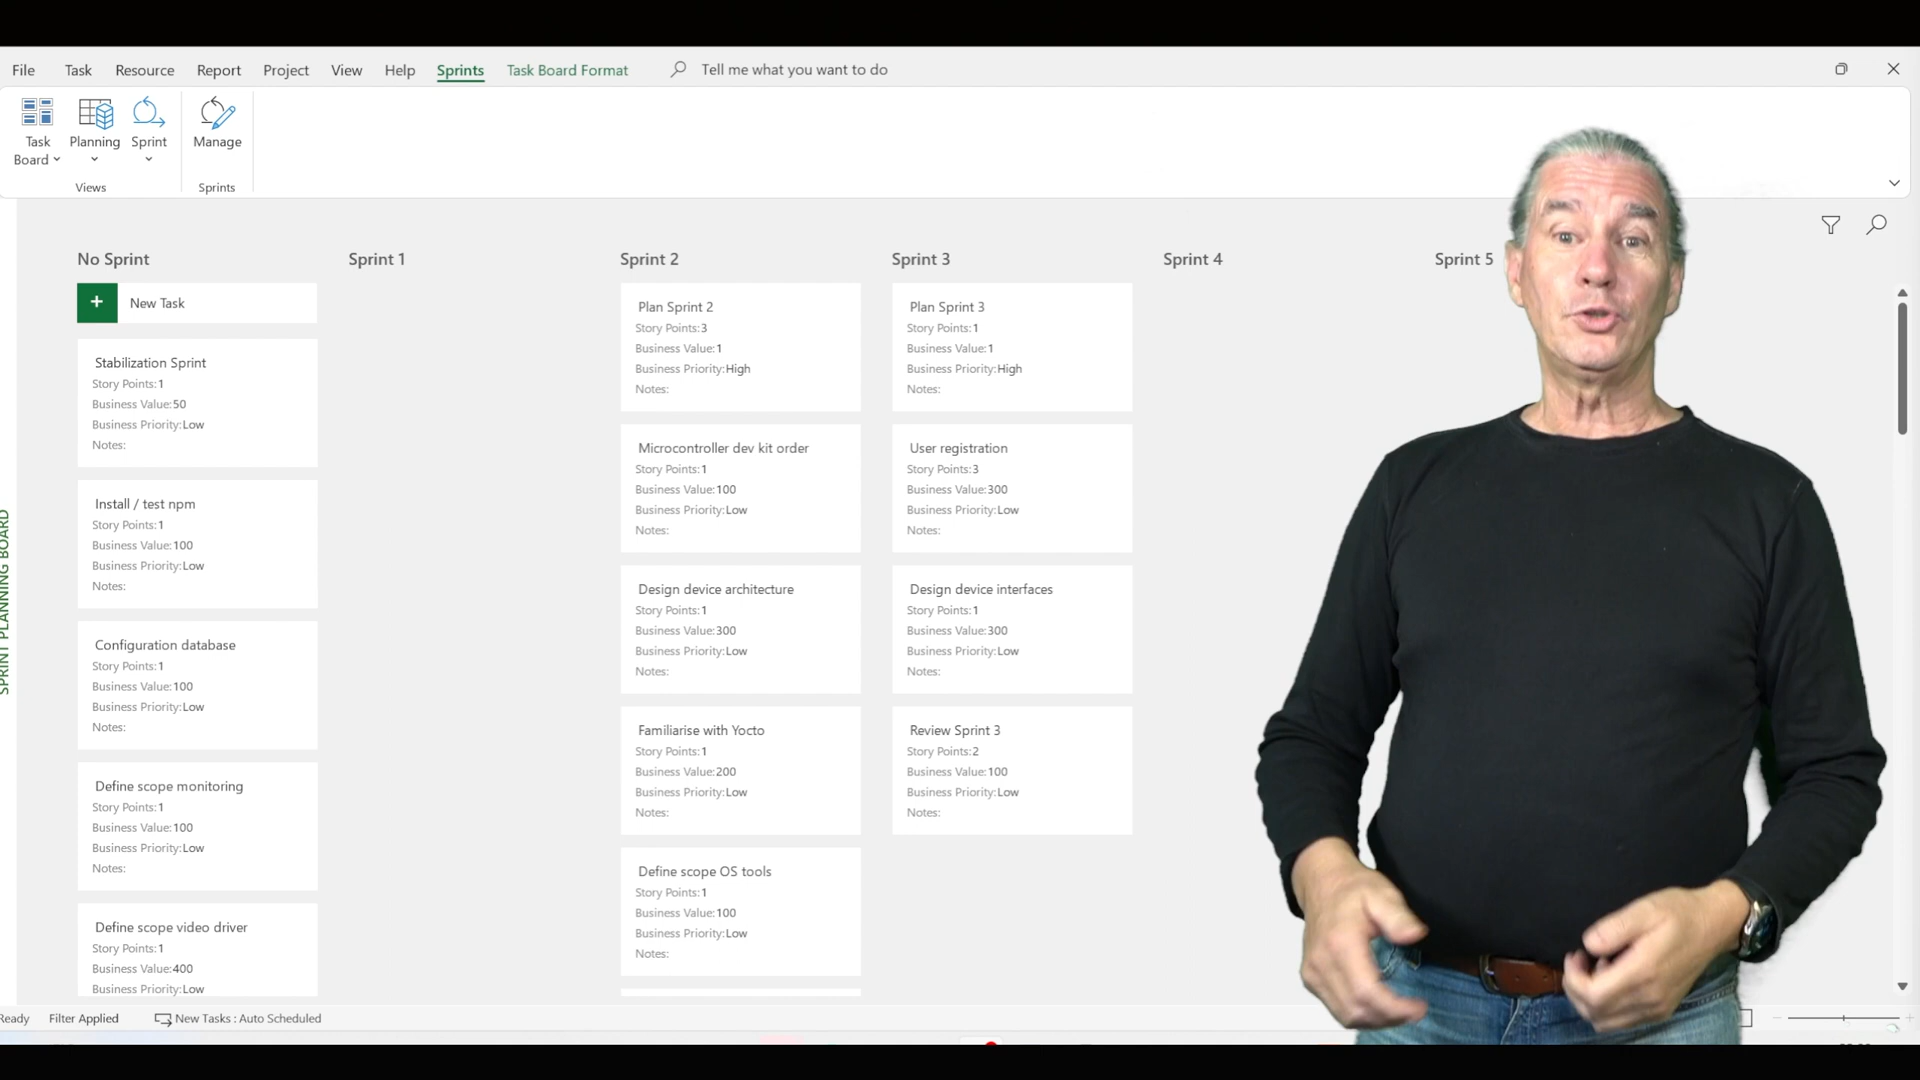 File Task Resource Report Project View Help Sprints Task Board Format Tell me what you want to do
Task Board
Planning
Sprint
Manage
Views
Sprints
SPRINT PLANNING BOARD
No Sprint
New Task
Stabilization Sprint
Story Points:1
Business Value:50
Business Priority:Low
Notes:
Install / test npm
Story Points:1
Business Value:100
Business Priority:Low
Notes:
Configuration database
Story Points:1
Business Value:100
Business Priority:Low
Notes:
Define scope monitoring
Story Points:1
Business Value:100
Business Priority:Low
Notes:
Define scope video driver
Story Points:1
Business Value:400
Business Priority:Low
Sprint 1
Sprint 2
Plan Sprint 2
Story Points:3
Business Value:1
Business Priority:High
Notes:
Microcontroller dev kit order
Story Points:1
Business Value:100
Business Priority:Low
Notes:
Design device architecture
Story Points:1
Business Value:300
Business Priority:Low
Notes:
Familiarise with Yocto
Story Points:1
Business Value:200
Business Priority:Low
Notes:
Define scope OS tools
Story Points:1
Business Value:100
Business Priority:Low
Notes:
Sprint 3
Plan Sprint 3
Story Points:1
Business Value:1
Business Priority:High
Notes:
User registration
Story Points:3
Business Value:300
Business Priority:Low
Notes:
Design device interfaces
Story Points:1
Business Value:300
Business Priority:Low
Notes:
Review Sprint 3
Story Points:2
Business Value:100
Business Priority:Low
Notes:
Sprint 4
Sprint 5
Ready Filter Applied New Tasks : Auto Scheduled